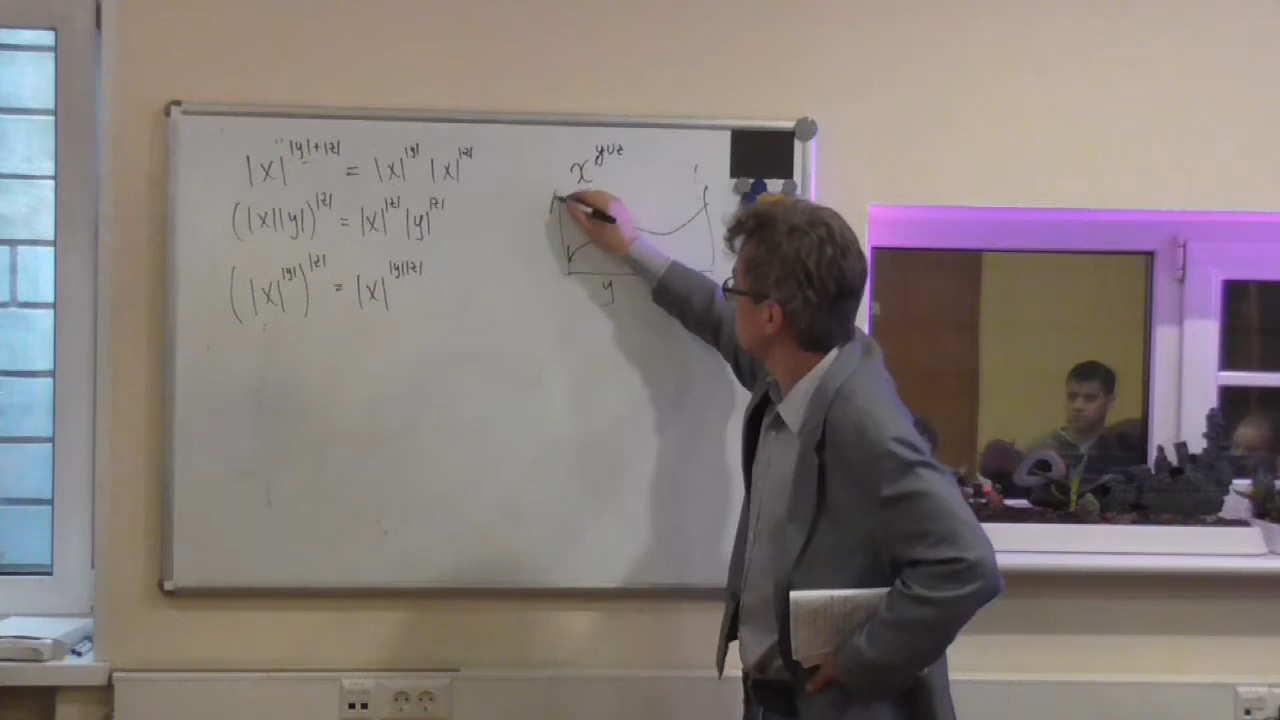 |x|^{|y|+|z|} = |x|^{|y|} |x|^{|z|}
(|x||y|)^{|z|} = |x|^{|z|} |y|^{|z|}
(|x|^{|y|})^{|z|} = |x|^{|y||z|}
x^{y∪z}
y